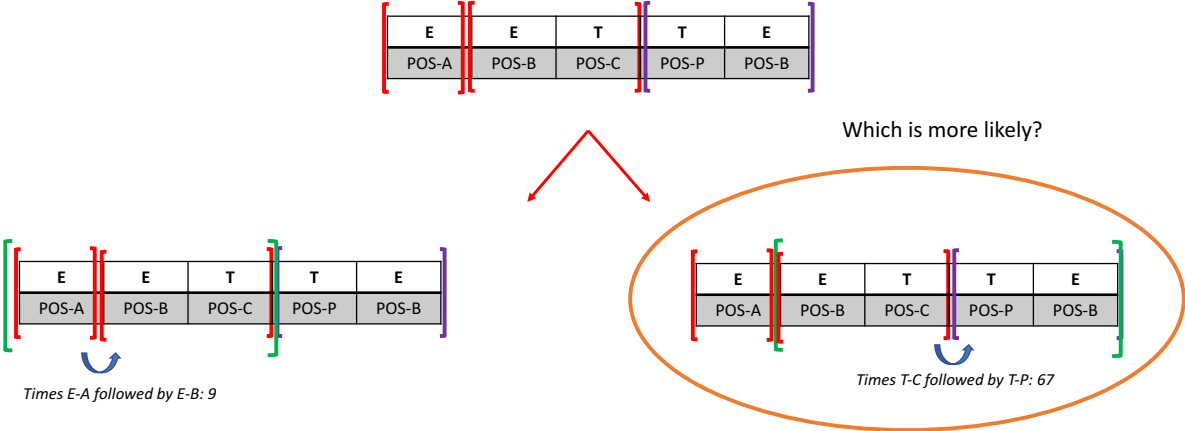 E E T T E
POS-A POS-B POS-C POS-P POS-B
Which is more likely?
E E T T E
POS-A POS-B POS-C POS-P POS-B
Times E-A followed by E-B: 9
E E T T E
POS-A POS-B POS-C POS-P POS-B
Times T-C followed by T-P: 67